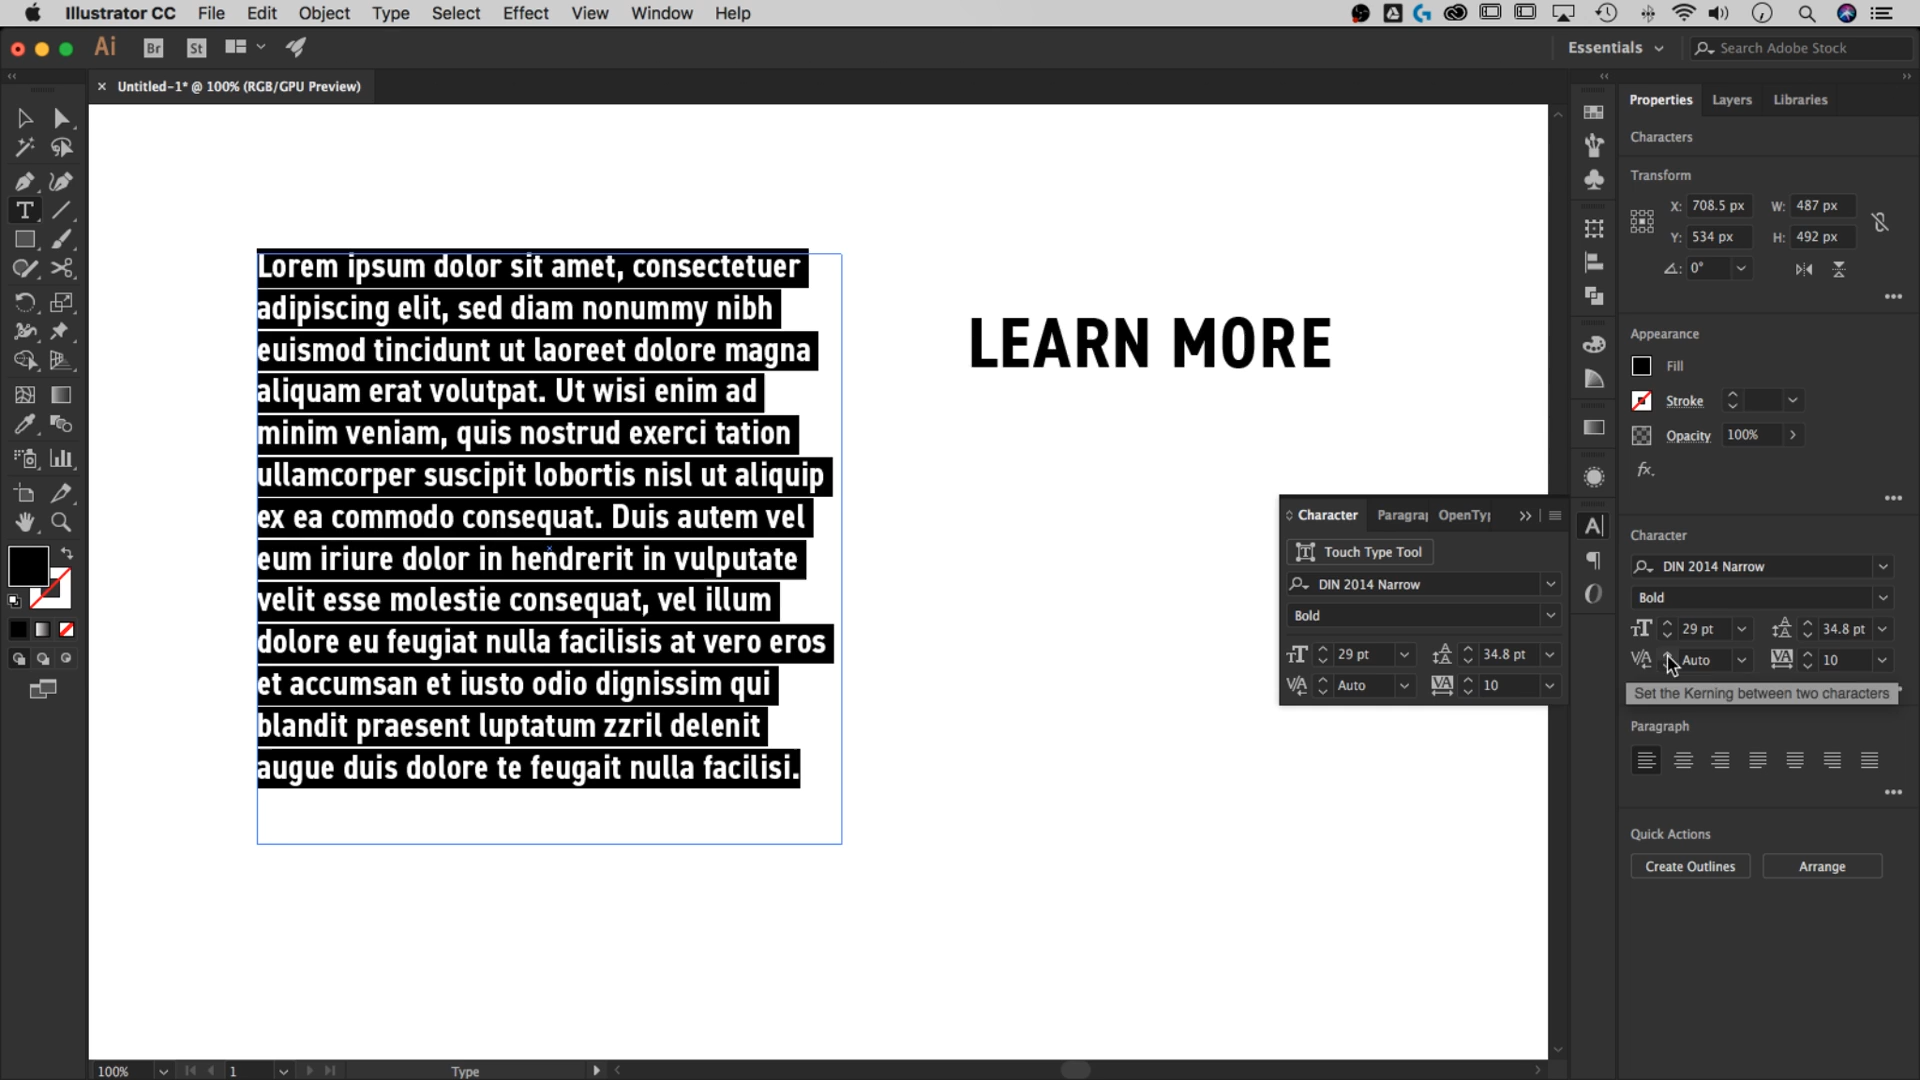 Illustrator CC File Edit Object Type Select Effect View Window Help
Ai Br St Essentials Search Adobe Stock
Untitled-1* @ 100% (RGB/GPU Preview)
Properties Layers Libraries
Characters
Transform
X: 708.5 px W: 487 px
Y: 534 px H: 492 px
0°
Appearance
Fill
Stroke
Opacity 100%
fx.
Lorem ipsum dolor sit amet, consectetuer
adipiscing elit, sed diam nonummy nibh
euismod tincidunt ut laoreet dolore magna
aliquam erat volutpat. Ut wisi enim ad
minim veniam, quis nostrud exerci tation
ullamcorper suscipit lobortis nisl ut aliquip
ex ea commodo consequat. Duis autem vel
eum iriure dolor in hendrerit in vulputate
velit esse molestie consequat, vel illum
dolore eu feugiat nulla facilisis at vero eros
et accumsan et iusto odio dignissim qui
blandit praesent luptatum zzril delenit
augue duis dolore te feugait nulla facilisi.
LEARN MORE
Character Paragra OpenTy
Touch Type Tool
DIN 2014 Narrow
Bold
29 pt 34.8 pt
Auto 10
Character
DIN 2014 Narrow
Bold
29 pt 34.8 pt
Auto 10
Set the Kerning between two characters
Paragraph
Quick Actions
Create Outlines Arrange
100% 1 Type